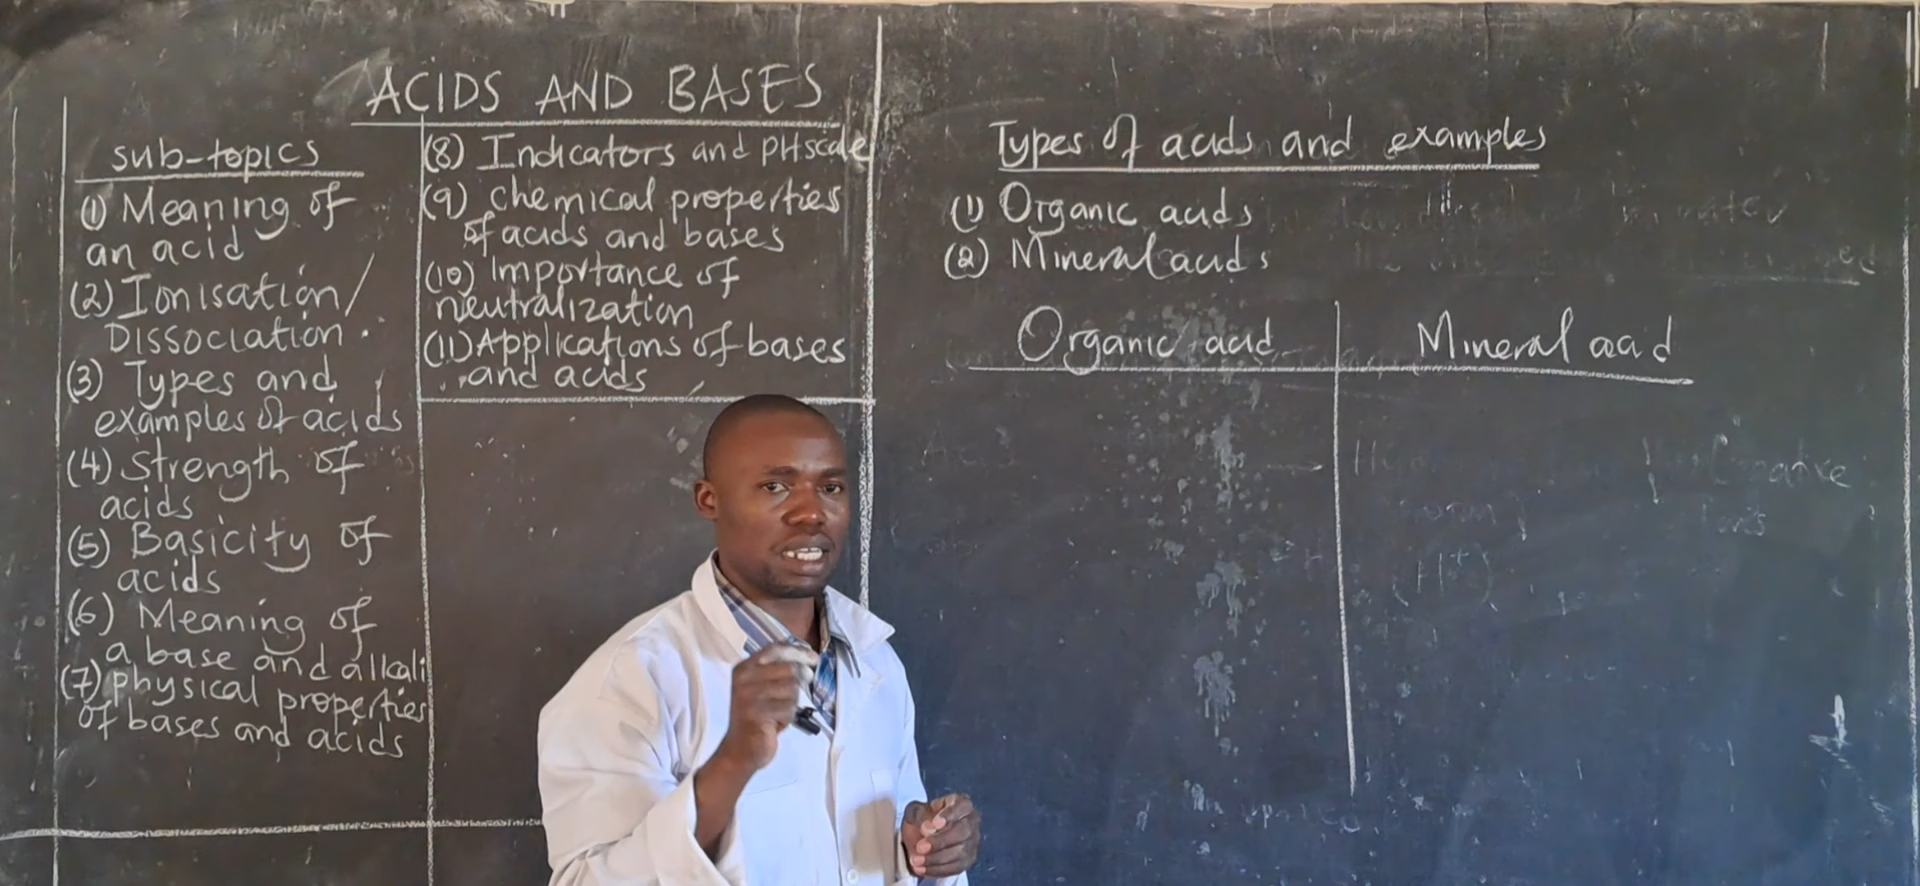 ACIDS AND BASES
sub-topics
(1) Meaning of
an acid
(2) Ionisation/
Dissociation.
(3) Types and
examples of acids
(4) Strength of
acids
(5) Basicity of
acids
(6) Meaning of
a base and alkali
(7) physical properties
of bases and acids
(8) Indicators and PH scale
(9) chemical properties
of acids and bases
(10) Importance of
neutralization
(11) Applications of bases
and acids
Types of acids and examples
(1) Organic acids
(2) Mineral acids
Organic acid
Mineral acid
(H+)